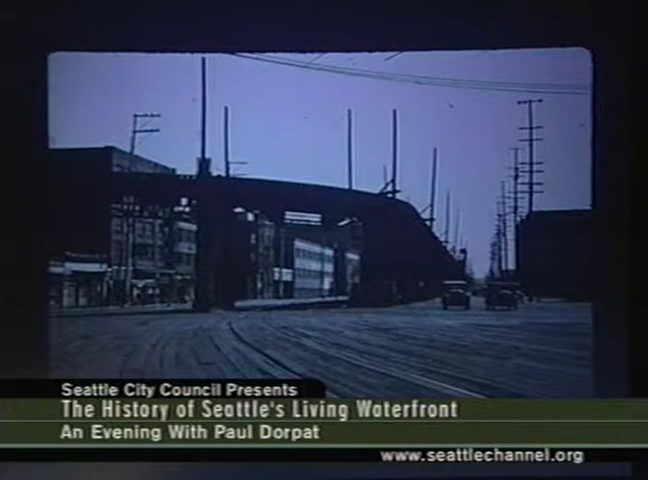 Seattle City Council Presents
The History of Seattle's Living Waterfront
An Evening With Paul Dorpat
www.seattlechannel.org